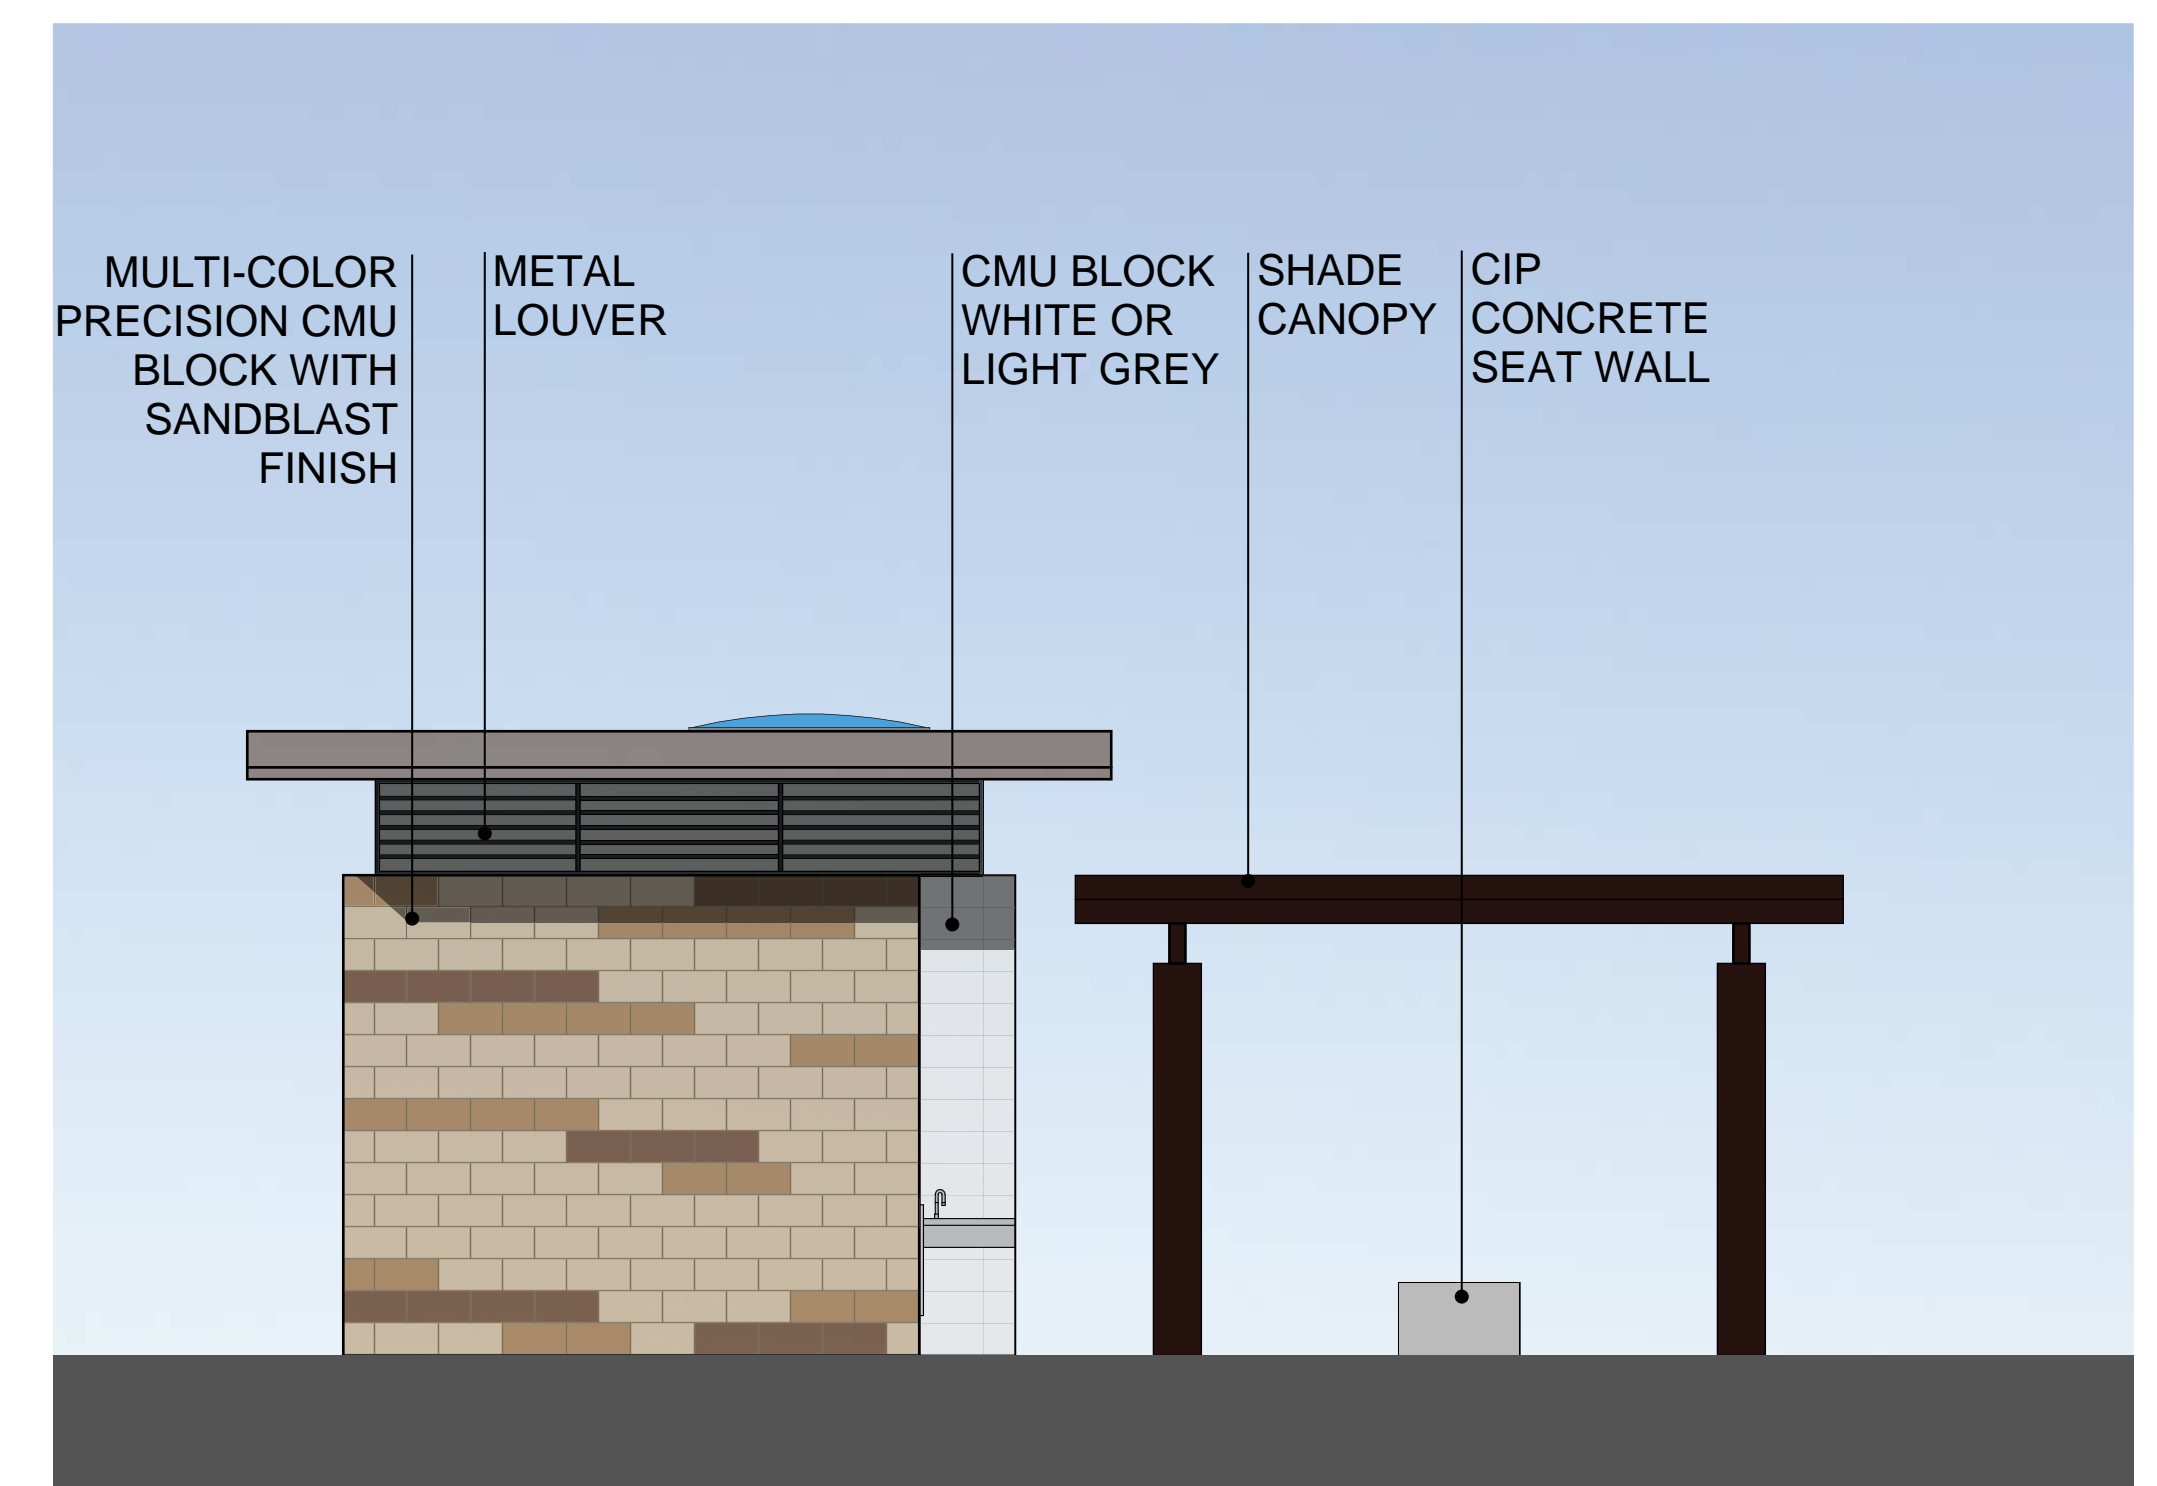 MULTI-COLOR
PRECISION CMU
BLOCK WITH
SANDBLAST
FINISH
METAL
LOUVER
CMU BLOCK
WHITE OR
LIGHT GREY
SHADE
CANOPY
CIP
CONCRETE
SEAT WALL